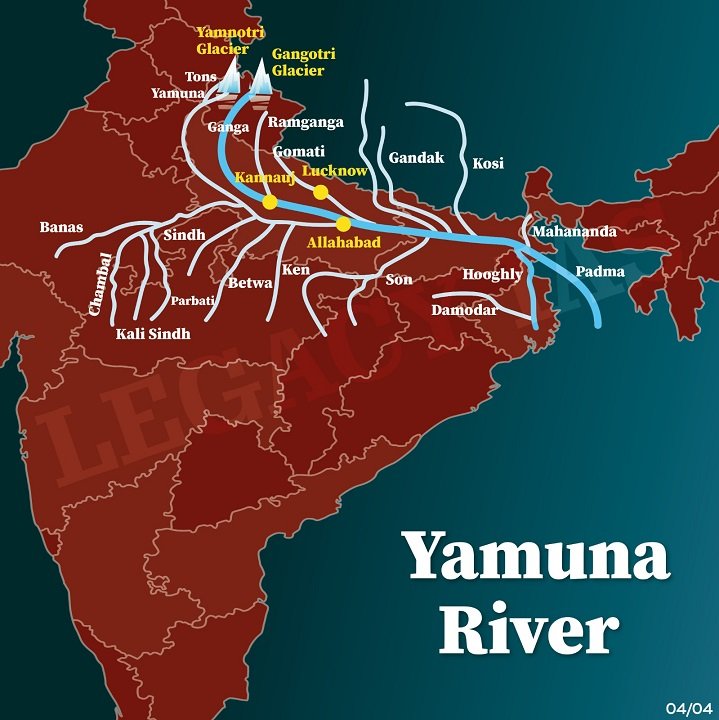 Yamnotri
Glacier
Gangotri
Glacier
Tons
Yamuna
Ganga
Ramganga
Gomati
Gandak
Kosi
Kannauj
Lucknow
Banas
Sindh
Allahabad
Mahananda
Chambal
Ken
Son
Hooghly
Padma
Betwa
Parbati
Damodar
Kali Sindh
LEGACY IAS
Yamuna
River
04/04